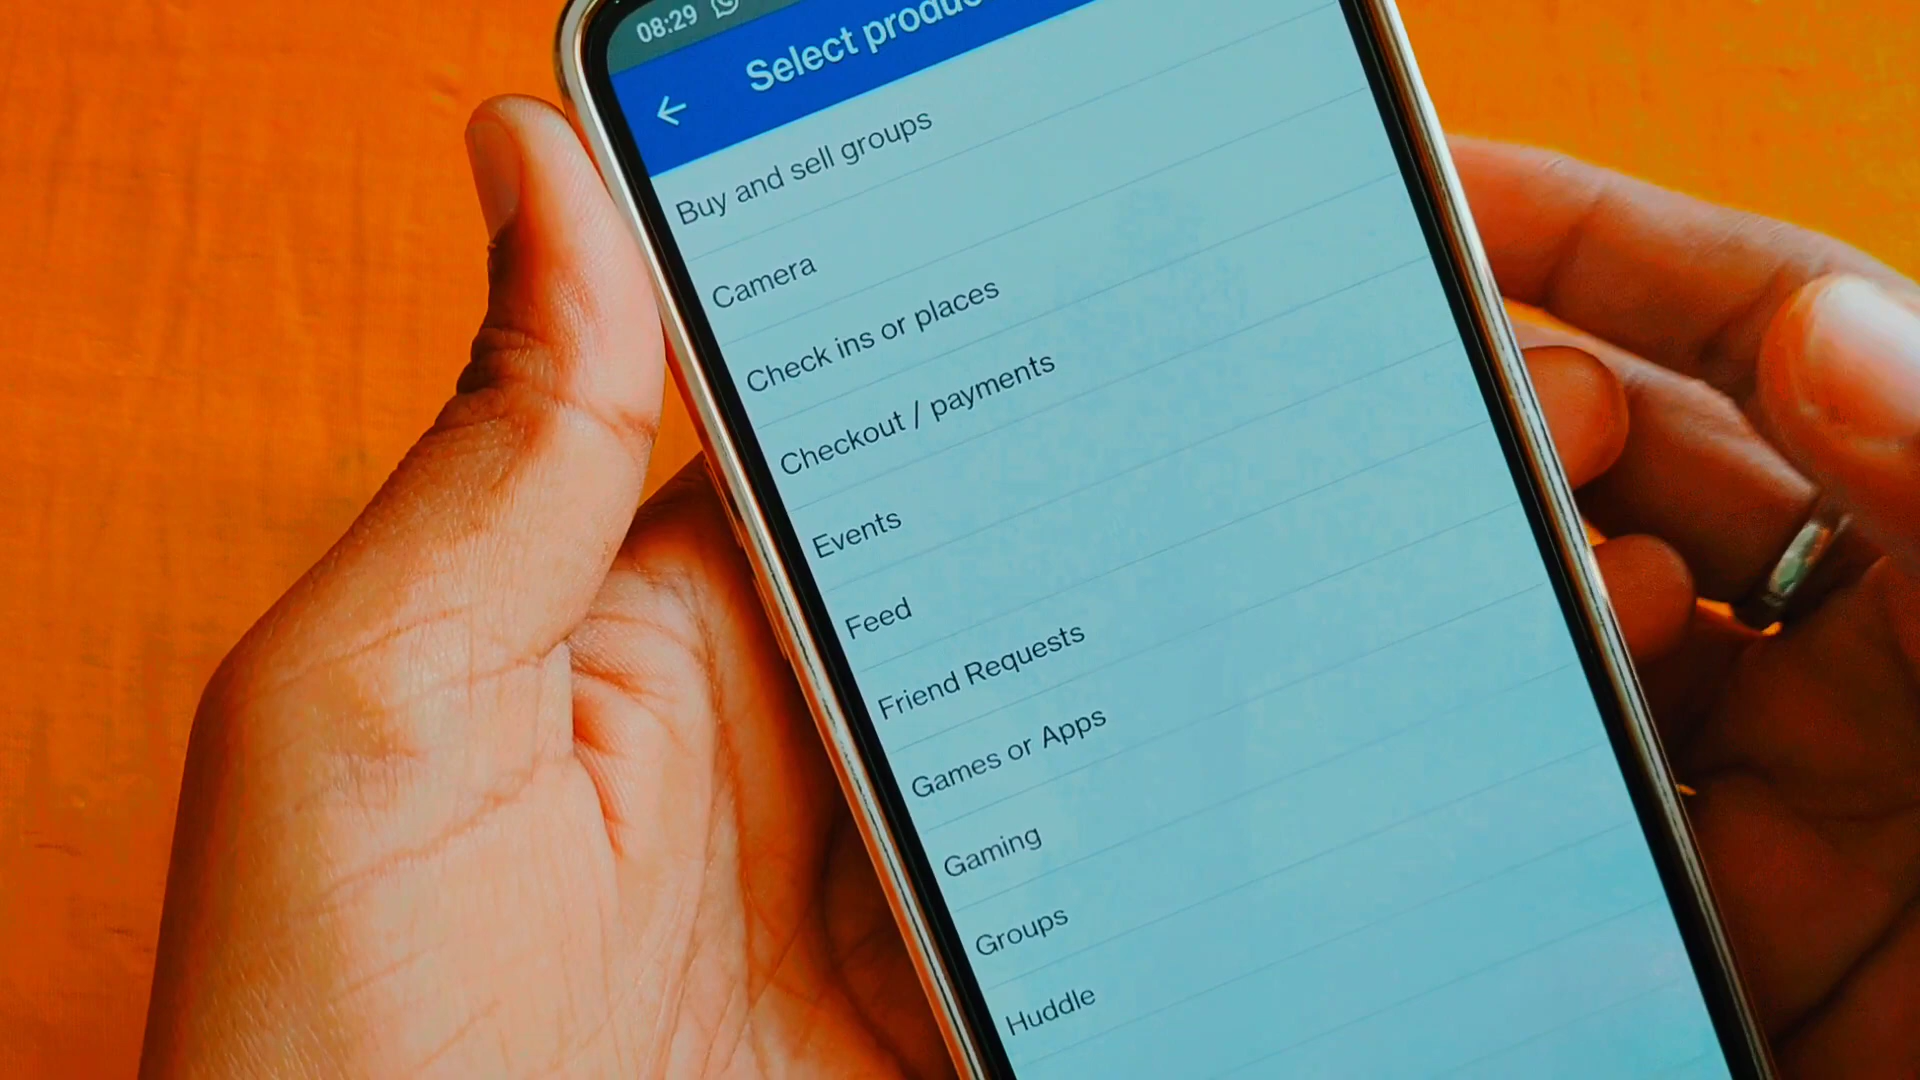 08:29
Select
Buy and sell groups
Camera
Check ins or places
Checkout / payments
Events
Feed
Friend Requests
Games or Apps
Gaming
Groups
Huddle